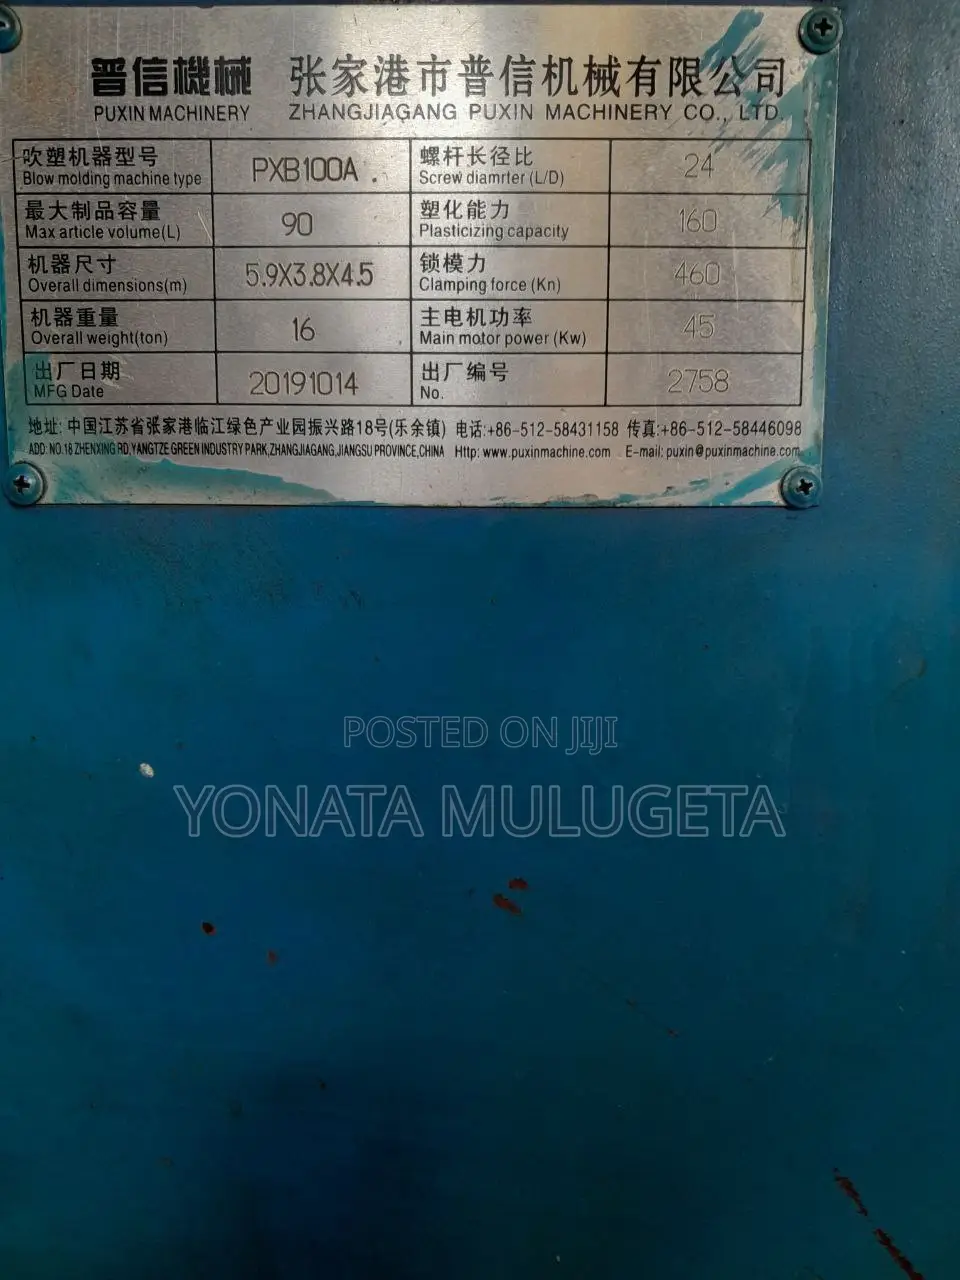 普信機械 张家港市普信机械有限公司
PUXIN MACHINERY ZHANGJIAGANG PUXIN MACHINERY CO., LTD.
吹塑机器型号 PXB100A 螺杆长径比 24
Blow molding machine type Screw diamrter (L/D)
最大制品容量 90 塑化能力 160
Max article volume(L) Plasticizing capacity
机器尺寸 5.9X3.8X4.5 锁模力 460
Overall dimensions(m) Clamping force (Kn)
机器重量 16 主电机功率 45
Overall weight(ton) Main motor power (Kw)
出厂日期 20191014 出厂编号 2758
MFG Date No.
地址: 中国江苏省张家港临江绿色产业园振兴路18号(乐余镇) 电话:+86-512-58431158 传真:+86-512-58446098
ADD: NO.18 ZHENXING RD,YANGTZE GREEN INDUSTRY PARK,ZHANGJIAGANG,JIANGSU PROVINCE,CHINA Http: www.puxinmachine.com E-mail: puxin@puxinmachine.com
POSTED ON JIJI
YONATA MULUGETA